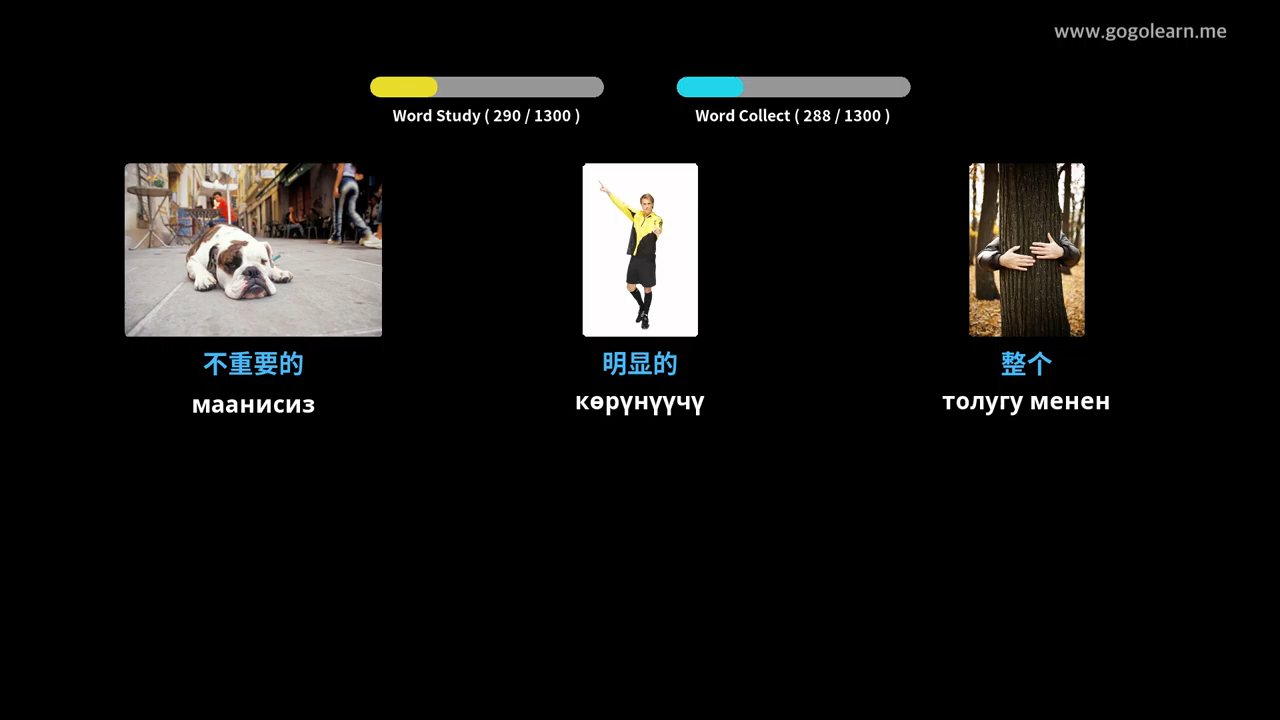 www.gogolearn.me
Word Study ( 290 / 1300 )
Word Collect ( 288 / 1300 )
不重要的
明显的
整个
маанисиз
көрүнүүчү
толугу менен